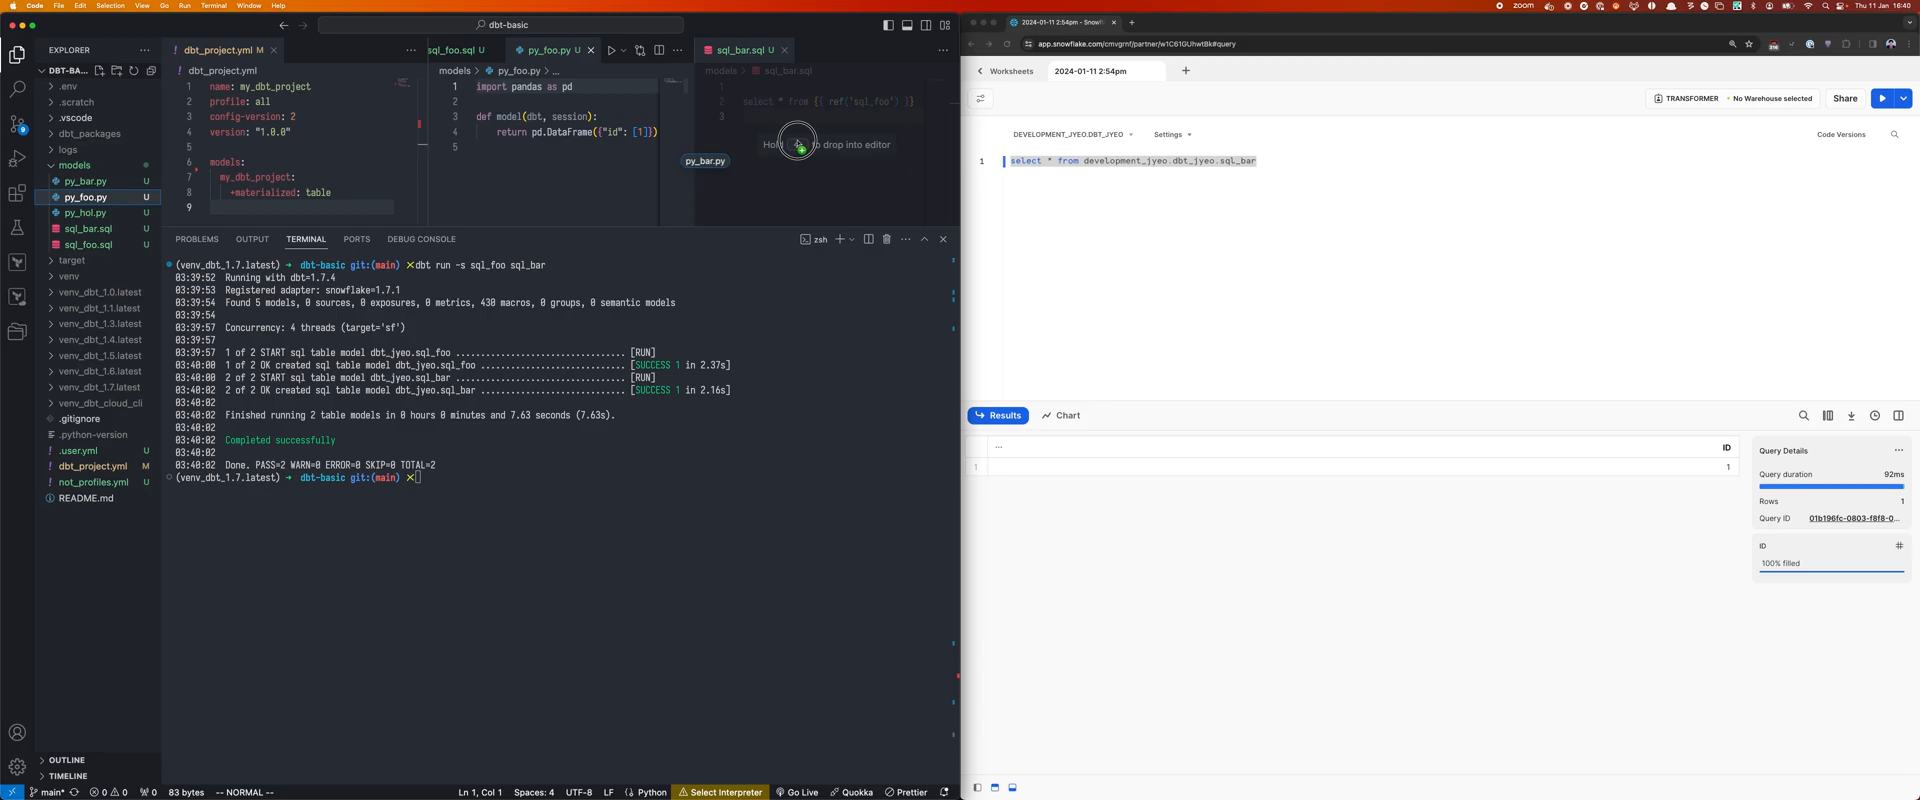 Code File Edit Selection View Go Run Terminal Window Help
zoom
Thu 11 Jan 16:40
dbt-basic
EXPLORER
DBT-BA...
.env
.scratch
.vscode
dbt_packages
logs
models
py_bar.py U
py_foo.py U
py_hol.py U
sql_bar.sql U
sql_foo.sql U
target
venv
venv_dbt_1.0.latest
venv_dbt_1.1.latest
venv_dbt_1.3.latest
venv_dbt_1.4.latest
venv_dbt_1.5.latest
venv_dbt_1.6.latest
venv_dbt_1.7.latest
venv_dbt_cloud_cli
.gitignore
.python-version
.user.yml U
dbt_project.yml M
not_profiles.yml U
README.md
OUTLINE
TIMELINE
dbt_project.yml M
dbt_project.yml
1 name: my_dbt_project
2 profile: all
3 config-version: 2
4 version: "1.0.0"
5
6 models:
7 my_dbt_project:
8 +materialized: table
9
sql_foo.sql U
py_foo.py U
models > py_foo.py > ...
1 import pandas as pd
2
3 def model(dbt, session):
4 return pd.DataFrame({"id": [1]})
5
sql_bar.sql U
models > sql_bar.sql
1
2 select * from {{ ref('sql_foo') }}
3
to drop into editor
py_bar.py
PROBLEMS OUTPUT TERMINAL PORTS DEBUG CONSOLE
zsh
(venv_dbt_1.7.latest) → dbt-basic git:(main) ✕dbt run -s sql_foo sql_bar
03:39:52 Running with dbt=1.7.4
03:39:53 Registered adapter: snowflake=1.7.1
03:39:54 Found 5 models, 0 sources, 0 exposures, 0 metrics, 430 macros, 0 groups, 0 semantic models
03:39:54
03:39:57 Concurrency: 4 threads (target='sf')
03:39:57
03:39:57 1 of 2 START sql table model dbt_jyeo.sql_foo .................................. [RUN]
03:40:00 1 of 2 OK created sql table model dbt_jyeo.sql_foo ............................. [SUCCESS 1 in 2.37s]
03:40:00 2 of 2 START sql table model dbt_jyeo.sql_bar .................................. [RUN]
03:40:02 2 of 2 OK created sql table model dbt_jyeo.sql_bar ............................. [SUCCESS 1 in 2.16s]
03:40:02
03:40:02 Finished running 2 table models in 0 hours 0 minutes and 7.63 seconds (7.63s).
03:40:02
03:40:02 Completed successfully
03:40:02
03:40:02 Done. PASS=2 WARN=0 ERROR=0 SKIP=0 TOTAL=2
(venv_dbt_1.7.latest) → dbt-basic git:(main) ✕
main* 0 0 0 83 bytes -- NORMAL -- Ln 1, Col 1 Spaces: 4 UTF-8 LF Python Select Interpreter Go Live Quokka Prettier
2024-01-11 2:54pm - Snowfl
app.snowflake.com/cmvgrnf/partner/w1C61GUhwtBk#query
Worksheets
2024-01-11 2:54pm
TRANSFORMER • No Warehouse selected
Share
DEVELOPMENT_JYEO.DBT_JYEO
Settings
Code Versions
1 select * from development_jyeo.dbt_jyeo.sql_bar
Results
Chart
... ID
1 1
Query Details ...
Query duration 92ms
Rows 1
Query ID 01b196fc-0803-f8f8-0...
ID #
100% filled